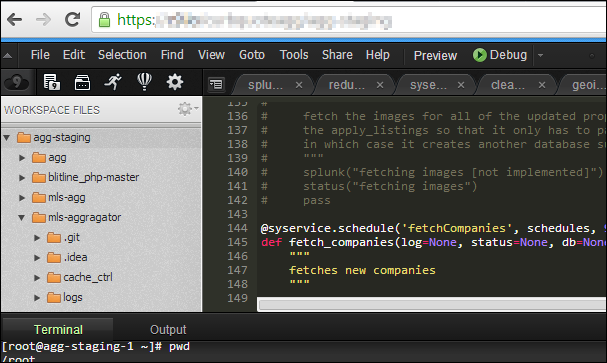 https:
File Edit Selection Find View Goto Tools Share Preview Debug
splu... redu... syse... clea... geoi...
WORKSPACE FILES
agg-staging
agg
blitline_php-master
mls-agg
mls-aggragator
.git
.idea
cache_ctrl
logs
135 #
136 # fetch the images for all of the updated prop
137 # the apply_listings so that it only has to pa
138 # in which case it creates another database su
139 # """
140 # splunk("fetching images [not implemented]")
141 # status("fetching images")
142 # pass
143
144 @syservice.schedule('fetchCompanies', schedules,
145 def fetch_companies(log=None, status=None, db=None
146 """
147 fetches new companies
148 """
149
Terminal Output
[root@agg-staging-1 ~]# pwd
/root